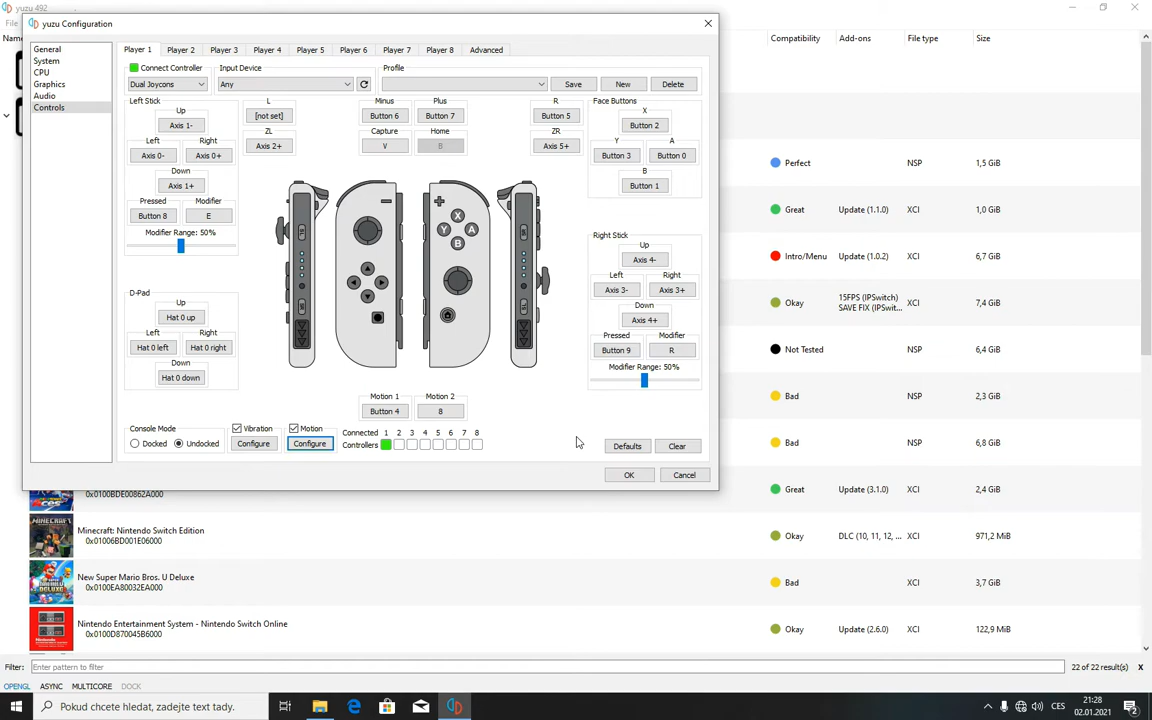 yuzu 492
File
yuzu Configuration
General
System
CPU
Graphics
Audio
Controls
Player 1
Player 2
Player 3
Player 4
Player 5
Player 6
Player 7
Player 8
Advanced
Connect Controller
Input Device
Profile
Dual Joycons
Any
Save
New
Delete
Left Stick
Up
Axis 1-
Left
Right
Axis 0-
Axis 0+
Down
Axis 1+
Pressed
Modifier
Button 8
E
Modifier Range: 50%
L
[not set]
ZL
Axis 2+
Minus
Plus
Button 6
Button 7
Capture
Home
V
B
R
Button 5
ZR
Axis 5+
Face Buttons
X
Button 2
Y
A
Button 3
Button 0
B
Button 1
X
Y
A
B
Right Stick
Up
Axis 4-
Left
Right
Axis 3-
Axis 3+
Down
Axis 4+
Pressed
Modifier
Button 9
R
Modifier Range: 50%
D-Pad
Up
Hat 0 up
Left
Right
Hat 0 left
Hat 0 right
Down
Hat 0 down
Motion 1
Motion 2
Button 4
8
Console Mode
Docked
Undocked
Vibration
Configure
Motion
Configure
Connected 1 2 3 4 5 6 7 8
Controllers
Defaults
Clear
OK
Cancel
Compatibility
Add-ons
File type
Size
Perfect NSP 1,5 GiB
Great Update (1.1.0) XCI 1,0 GiB
Intro/Menu Update (1.0.2) XCI 6,7 GiB
Okay 15FPS (IPSwitch) XCI 7,4 GiB
SAVE FIX (IPSwit...
Not Tested NSP 6,4 GiB
Bad NSP 2,3 GiB
Bad NSP 6,8 GiB
0x0100BDE00862A000
Great Update (3.1.0) XCI 2,4 GiB
Minecraft: Nintendo Switch Edition
0x01006BD001E06000
Okay DLC (10, 11, 12, ... XCI 971,2 MiB
New Super Mario Bros. U Deluxe
0x0100EA80032EA000
Bad XCI 3,7 GiB
Nintendo Entertainment System - Nintendo Switch Online
0x0100D870045B6000
Okay Update (2.6.0) XCI 122,9 MiB
Filter:
Enter pattern to filter
22 of 22 result(s)
X
OPENGL
ASYNC
MULTICORE
DOCK
Pokud chcete hledat, zadejte text tady.
CES
21:28
02.01.2021
2